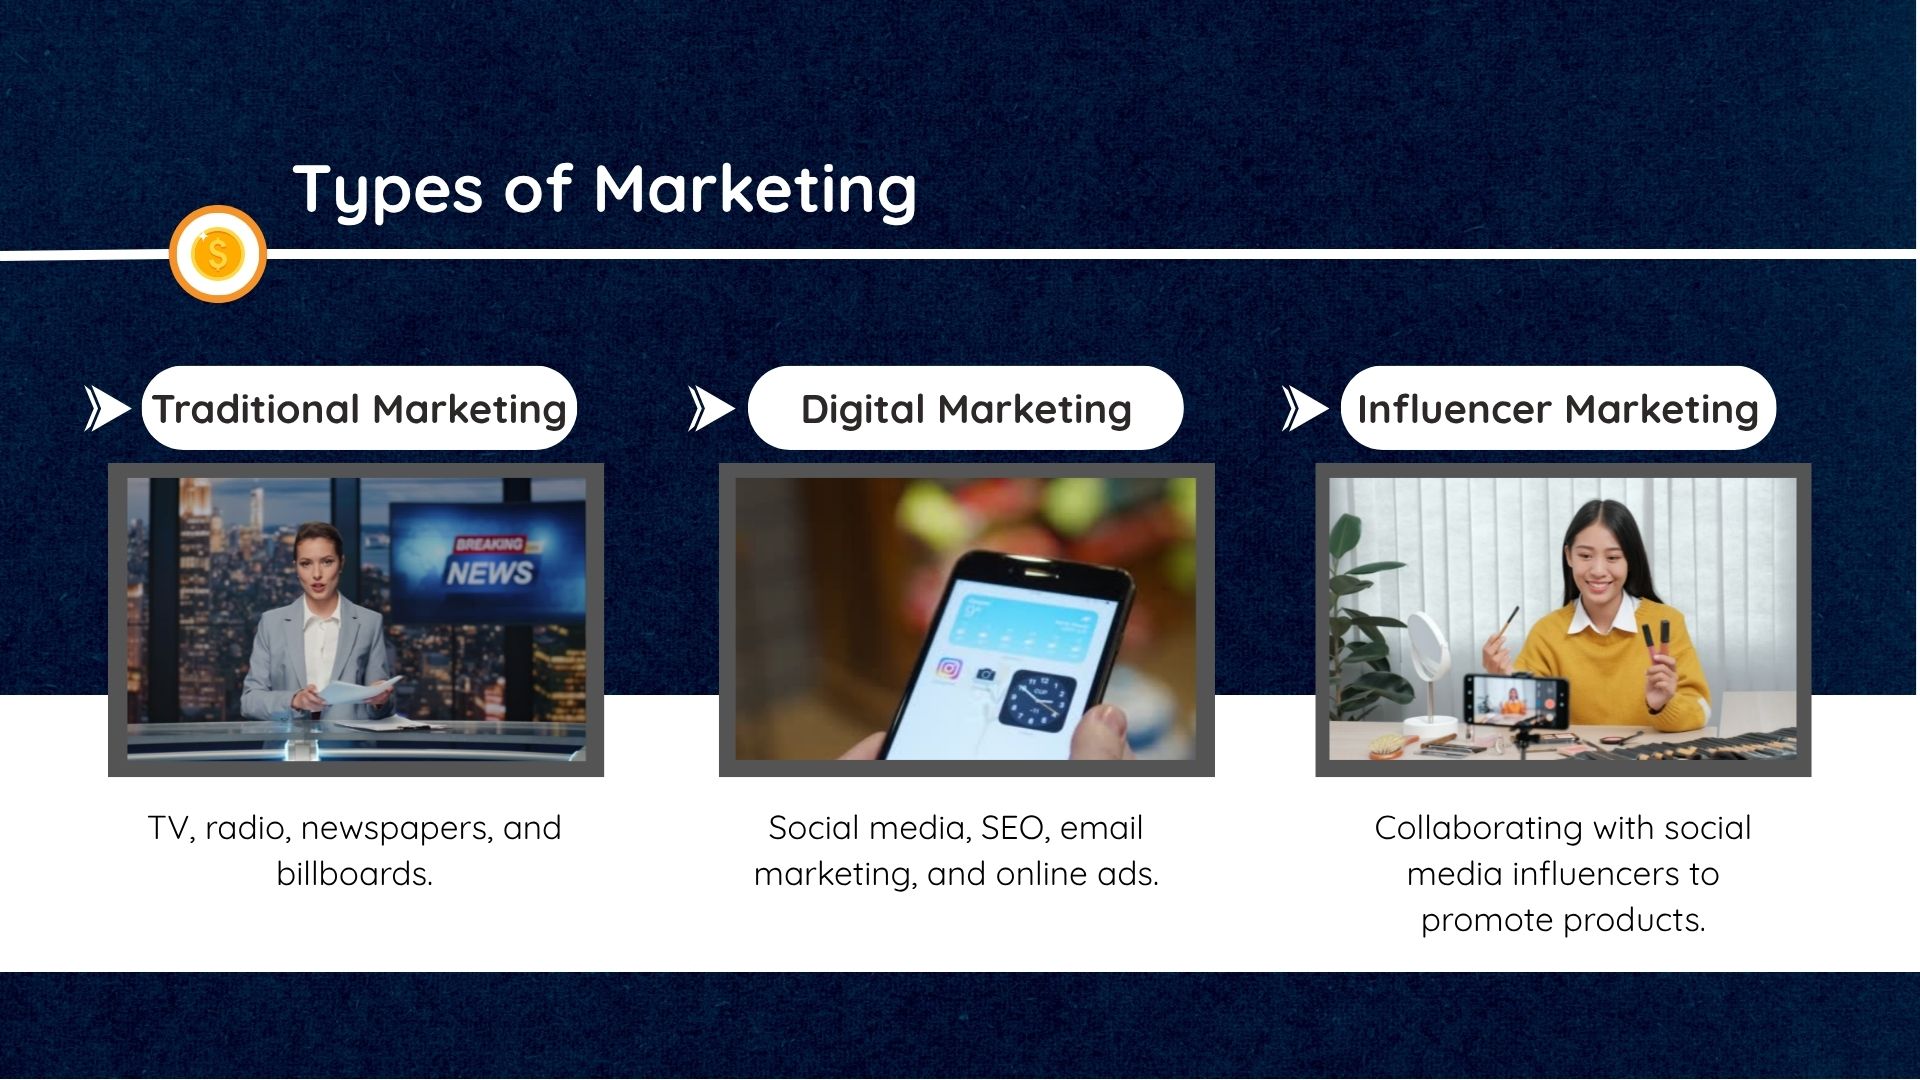 Types of Marketing
$
Traditional Marketing
Digital Marketing
Influencer Marketing
BREAKING
NEWS
9°
TV, radio, newspapers, and
billboards.
Social media, SEO, email
marketing, and online ads.
Collaborating with social
media influencers to
promote products.